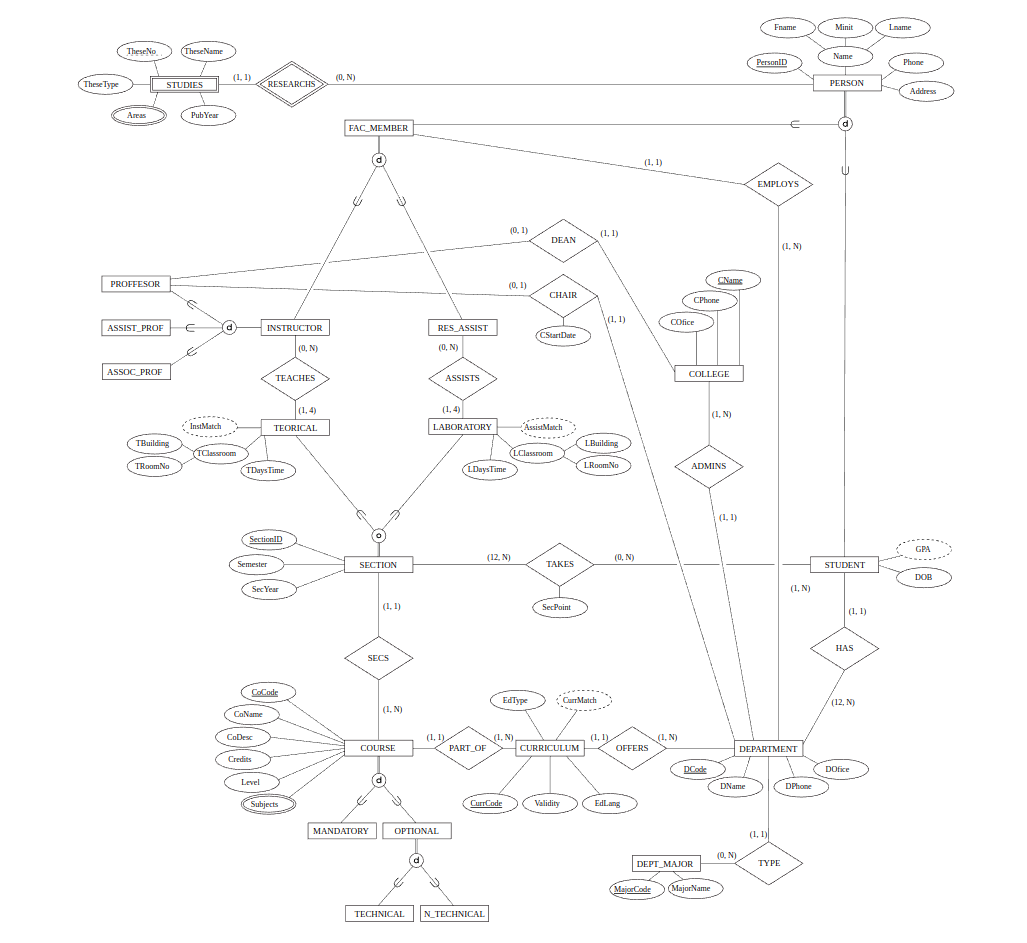 Fname
Minit
Lname
TheseNo
TheseName
Name
PersonID
Phone
TheseType
STUDIES
(1, 1)
RESEARCHS
(0, N)
PERSON
Address
Areas
PubYear
FAC_MEMBER
d
d
(1, 1)
EMPLOYS
(0, 1)
DEAN
(1, 1)
(1, N)
PROFFESOR
(0, 1)
CHAIR
CName
CPhone
COfice
(1, 1)
CStartDate
ASSIST_PROF
d
INSTRUCTOR
RES_ASSIST
ASSOC_PROF
(0, N)
(0, N)
COLLEGE
TEACHES
ASSISTS
(1, 4)
(1, 4)
(1, N)
InstMatch
TEORICAL
LABORATORY
AssistMatch
TBuilding
TClassroom
LClassroom
LBuilding
TRoomNo
TDaysTime
LDaysTime
LRoomNo
ADMINS
(1, 1)
SectionID
o
Semester
SECTION
(12, N)
TAKES
(0, N)
STUDENT
GPA
DOB
SecYear
(1, N)
(1, 1)
SecPoint
(1, 1)
SECS
HAS
CoCode
(1, N)
EdType
CurrMatch
(12, N)
CoName
CoDesc
COURSE
(1, 1)
PART_OF
(1, N)
CURRICULUM
(1, 1)
OFFERS
(1, N)
DEPARTMENT
Credits
Level
d
DCode
DName
DPhone
DOfice
Subjects
CurrCode
Validity
EdLang
MANDATORY
OPTIONAL
(1, 1)
d
DEPT_MAJOR
(0, N)
TYPE
MajorCode
MajorName
TECHNICAL
N_TECHNICAL